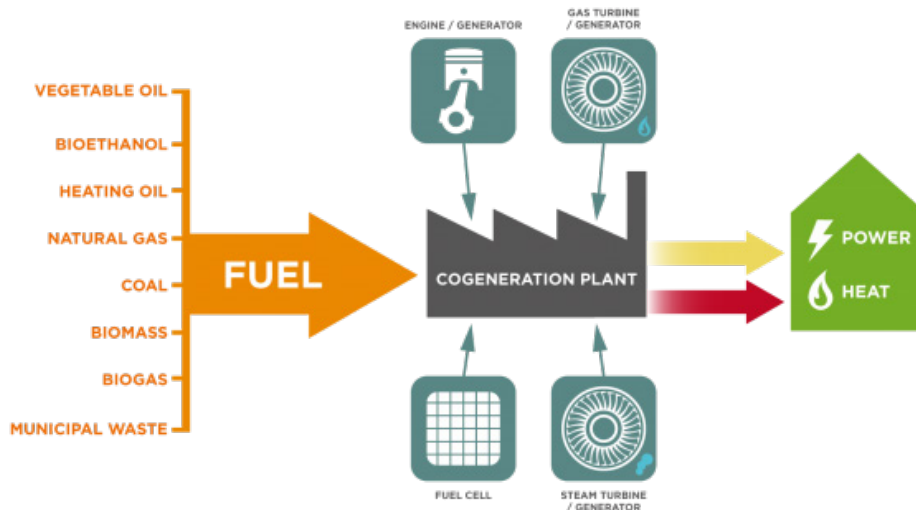 ENGINE / GENERATOR
GAS TURBINE
/ GENERATOR
VEGETABLE OIL
BIOETHANOL
HEATING OIL
NATURAL GAS
COAL
BIOMASS
BIOGAS
MUNICIPAL WASTE
FUEL
COGENERATION PLANT
POWER
HEAT
FUEL CELL
STEAM TURBINE
/ GENERATOR